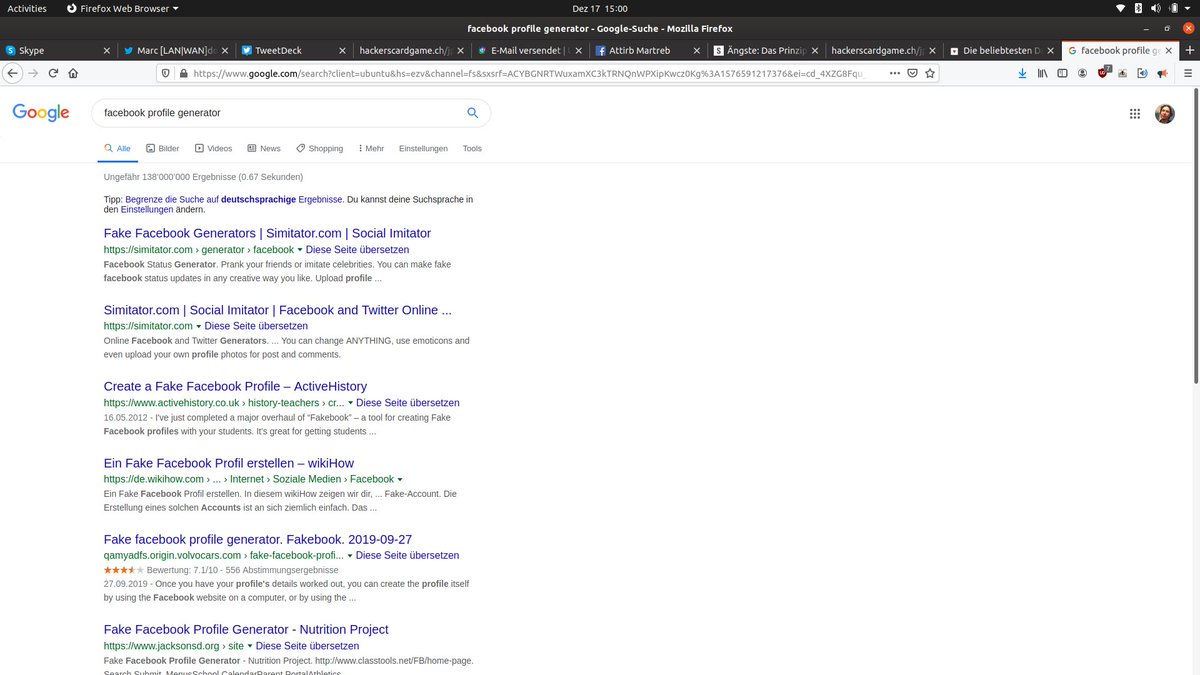 Activities Firefox Web Browser Dez 17 15:00
facebook profile generator - Google-Suche - Mozilla Firefox
Skype Marc [LAN|WAN]do TweetDeck hackerscardgame.ch/j E-Mail versendet | Attirb Martreb Ängste: Das Prinzip hackerscardgame.ch/j Die beliebtesten D facebook profile ge
https://www.google.com/search?client=ubuntu&hs=ezv&channel=fs&sxsrf=ACYBGNRTWuxamXC3kTRNQnWPXipKwcz0Kg%3A1576591217376&ei=cd_4XZG8Fqu_
Google facebook profile generator
Alle Bilder Videos News Shopping Mehr Einstellungen Tools
Ungefähr 138'000'000 Ergebnisse (0.67 Sekunden)
Tipp: Begrenze die Suche auf deutschsprachige Ergebnisse. Du kannst deine Suchsprache in
den Einstellungen ändern.
Fake Facebook Generators | Simitator.com | Social Imitator
https://simitator.com › generator › facebook Diese Seite übersetzen
Facebook Status Generator. Prank your friends or imitate celebrities. You can make fake
facebook status updates in any creative way you like. Upload profile ...
Simitator.com | Social Imitator | Facebook and Twitter Online ...
https://simitator.com Diese Seite übersetzen
Online Facebook and Twitter Generators. ... You can change ANYTHING, use emoticons and
even upload your own profile photos for post and comments.
Create a Fake Facebook Profile – ActiveHistory
https://www.activehistory.co.uk › history-teachers › cr... Diese Seite übersetzen
16.05.2012 - I've just completed a major overhaul of "Fakebook" – a tool for creating Fake
Facebook profiles with your students. It's great for getting students ...
Ein Fake Facebook Profil erstellen – wikiHow
https://de.wikihow.com › ... › Internet › Soziale Medien › Facebook
Ein Fake Facebook Profil erstellen. In diesem wikiHow zeigen wir dir, ... Fake-Account. Die
Erstellung eines solchen Accounts ist an sich ziemlich einfach. Das ...
Fake facebook profile generator. Fakebook. 2019-09-27
qamyadfs.origin.volvocars.com › fake-facebook-profi... Diese Seite übersetzen
Bewertung: 7.1/10 - 556 Abstimmungsergebnisse
27.09.2019 - Once you have your profile's details worked out, you can create the profile itself
by using the Facebook website on a computer, or by using the ...
Fake Facebook Profile Generator - Nutrition Project
https://www.jacksonsd.org › site Diese Seite übersetzen
Fake Facebook Profile Generator - Nutrition Project. http://www.classtools.net/FB/home-page.
Search Submit. MenusSchool CalendarParent PortalAthletics